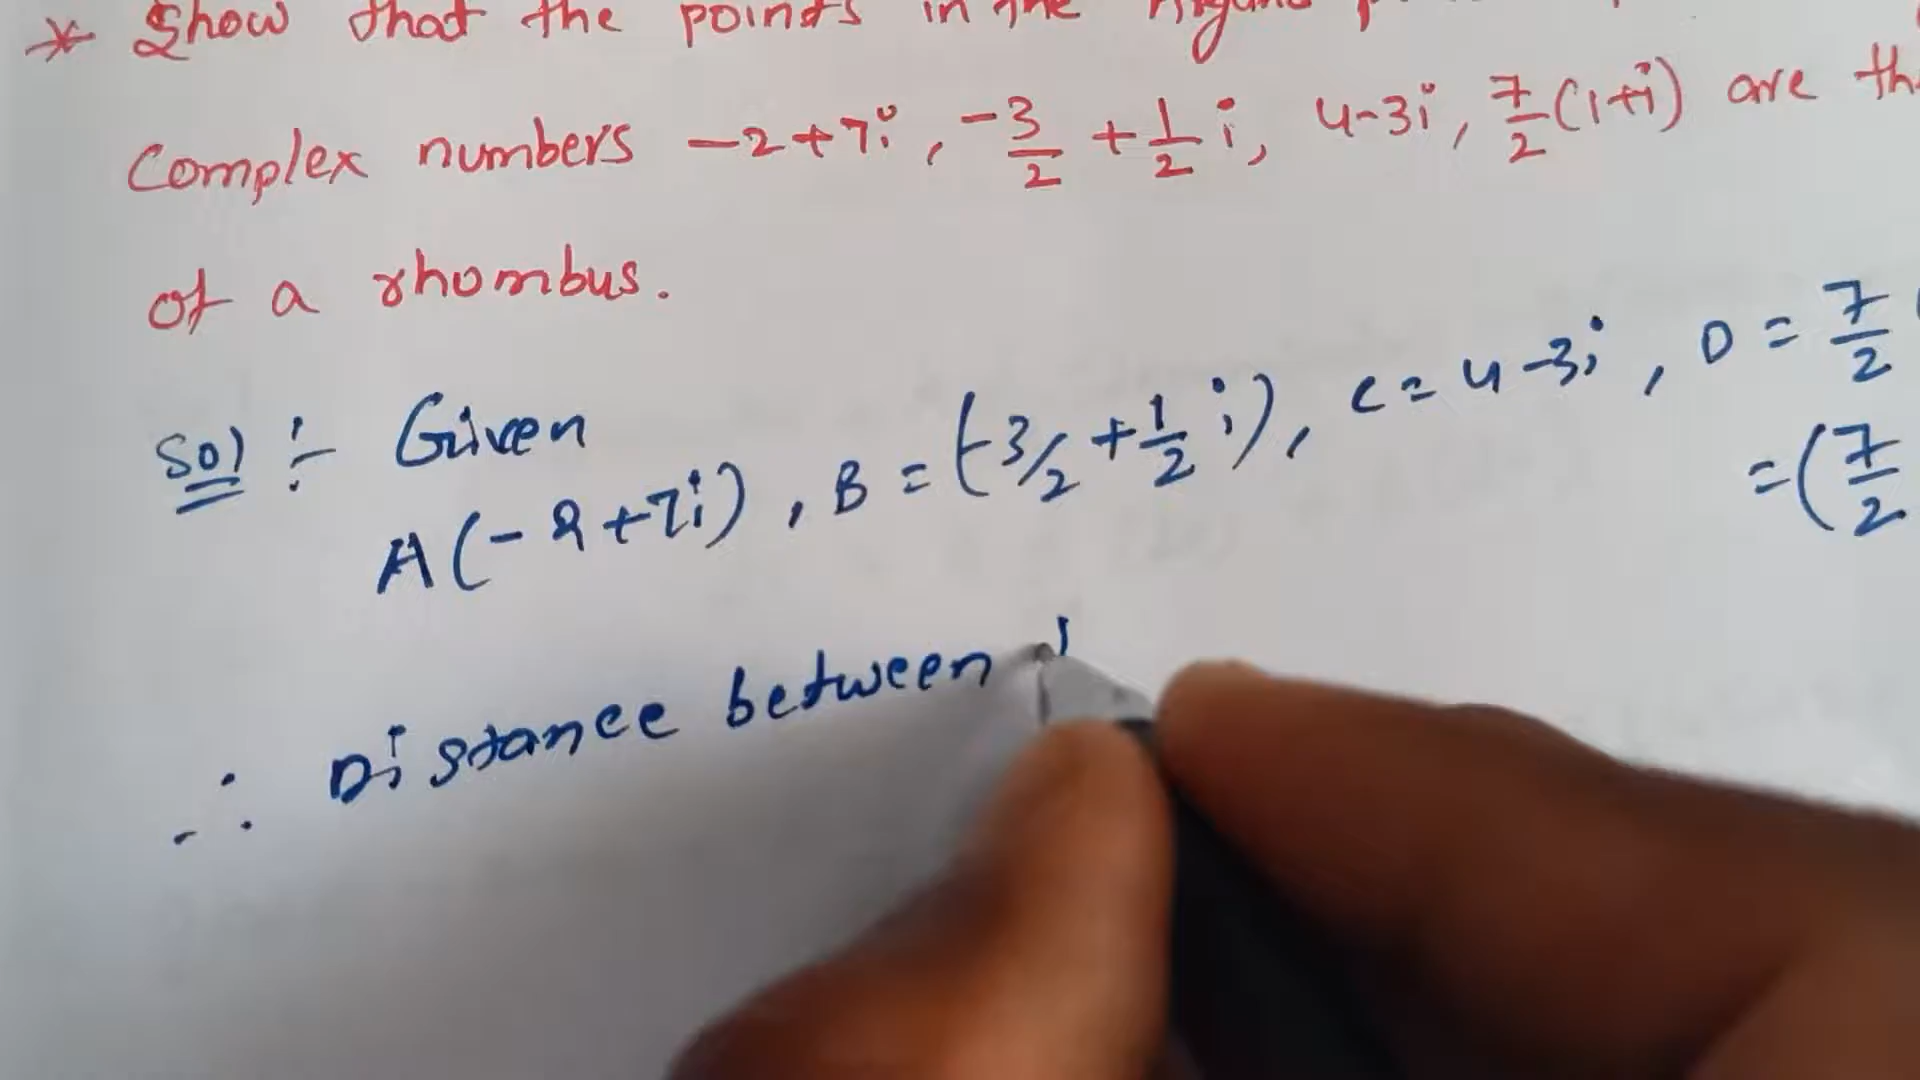 * Show that the points in the
Complex numbers -2+7i, -3/2 + 1/2 i, 4-3i, 7/2(1+i) are
of a rhombus.
Sol :- Given
A(-2+7i), B = (-3/2 + 1/2 i), C = 4-3i, D = 7/2
= (7/2
∴ Distance between